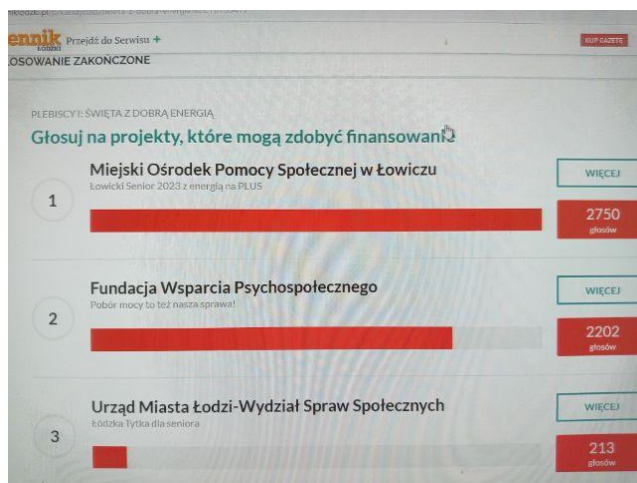 ennik Przejdź do Serwisu +
ŁÓDZKI
KUP GAZETĘ
ŁOSOWANIE ZAKOŃCZONE
PLEBISCYT: ŚWIĘTA Z DOBRĄ ENERGIĄ
Głosuj na projekty, które mogą zdobyć finansowanie
1
Miejski Ośrodek Pomocy Społecznej w Łowiczu
Łowicki Senior 2023 z energią na PLUS
WIĘCEJ
2750
głosów
2
Fundacja Wsparcia Psychospołecznego
Pobór mocy to też nasza sprawa!
WIĘCEJ
2202
głosów
3
Urząd Miasta Łodzi-Wydział Spraw Społecznych
Łódzka Tytka dla seniora
WIĘCEJ
213
głosów